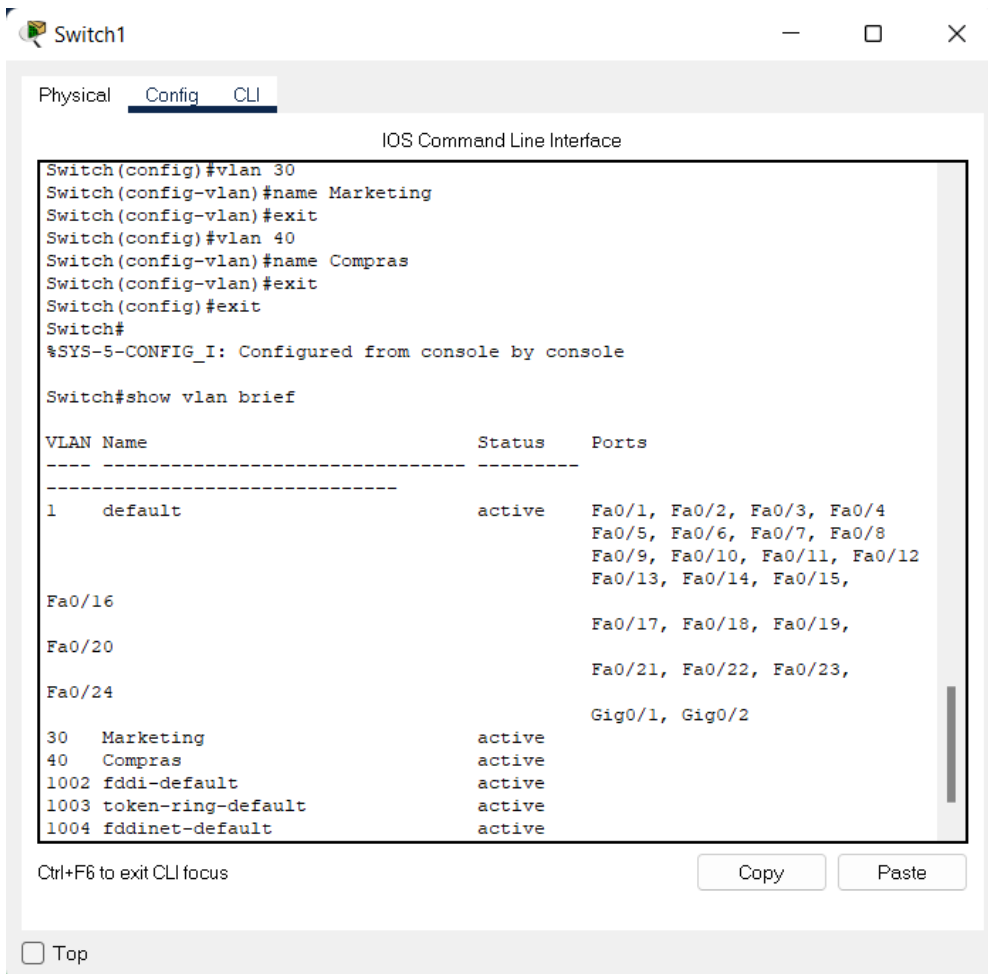 Switch1
Physical Config CLI
IOS Command Line Interface
Switch(config)#vlan 30
Switch(config-vlan)#name Marketing
Switch(config-vlan)#exit
Switch(config)#vlan 40
Switch(config-vlan)#name Compras
Switch(config-vlan)#exit
Switch(config)#exit
Switch#
%SYS-5-CONFIG_I: Configured from console by console
Switch#show vlan brief
VLAN Name Status Ports
---- -------------------------------- ---------
-------------------------------
1 default active Fa0/1, Fa0/2, Fa0/3, Fa0/4
Fa0/5, Fa0/6, Fa0/7, Fa0/8
Fa0/9, Fa0/10, Fa0/11, Fa0/12
Fa0/13, Fa0/14, Fa0/15,
Fa0/16
Fa0/17, Fa0/18, Fa0/19,
Fa0/20
Fa0/21, Fa0/22, Fa0/23,
Fa0/24
Gig0/1, Gig0/2
30 Marketing active
40 Compras active
1002 fddi-default active
1003 token-ring-default active
1004 fddinet-default active
Ctrl+F6 to exit CLI focus
Copy Paste
Top